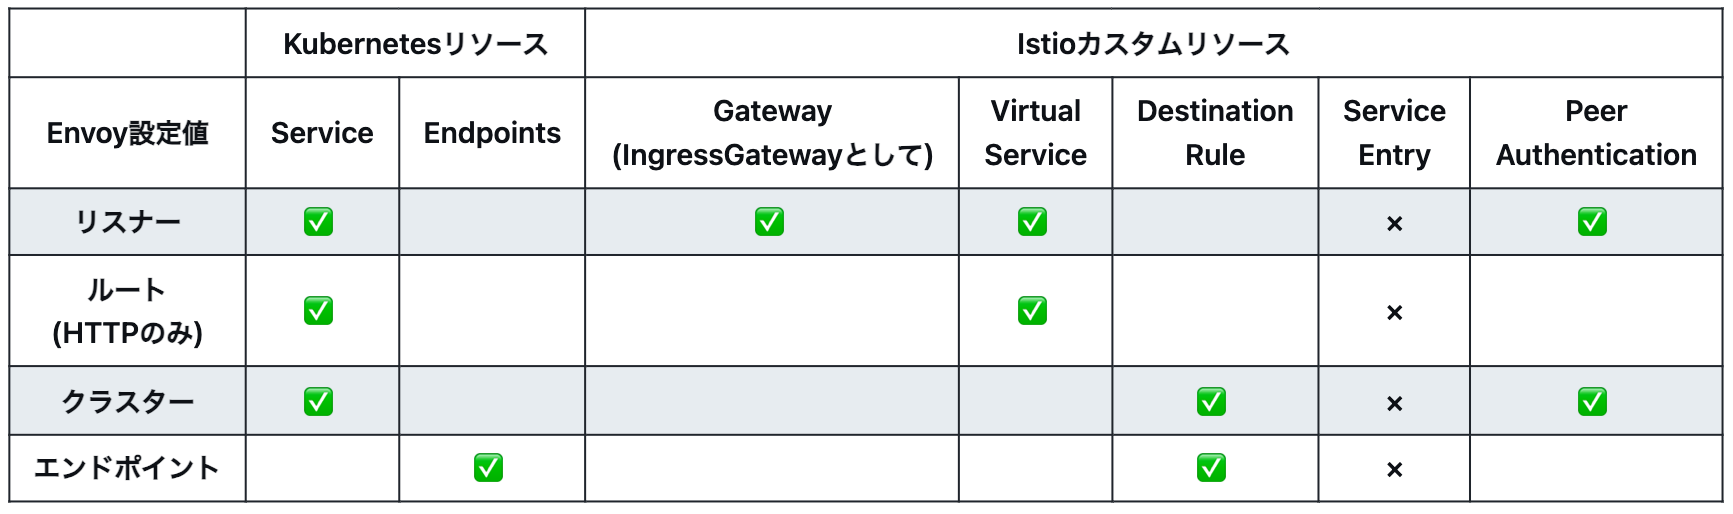 Kubernetesリソース Istioカスタムリソース
Envoy設定値 Service Endpoints Gateway (IngressGatewayとして) Virtual Service Destination Rule Service Entry Peer Authentication
リスナー ✅ ✅ ✅ × ✅
ルート (HTTPのみ) ✅ ✅ ×
クラスター ✅ ✅ × ✅
エンドポイント ✅ ✅ ×